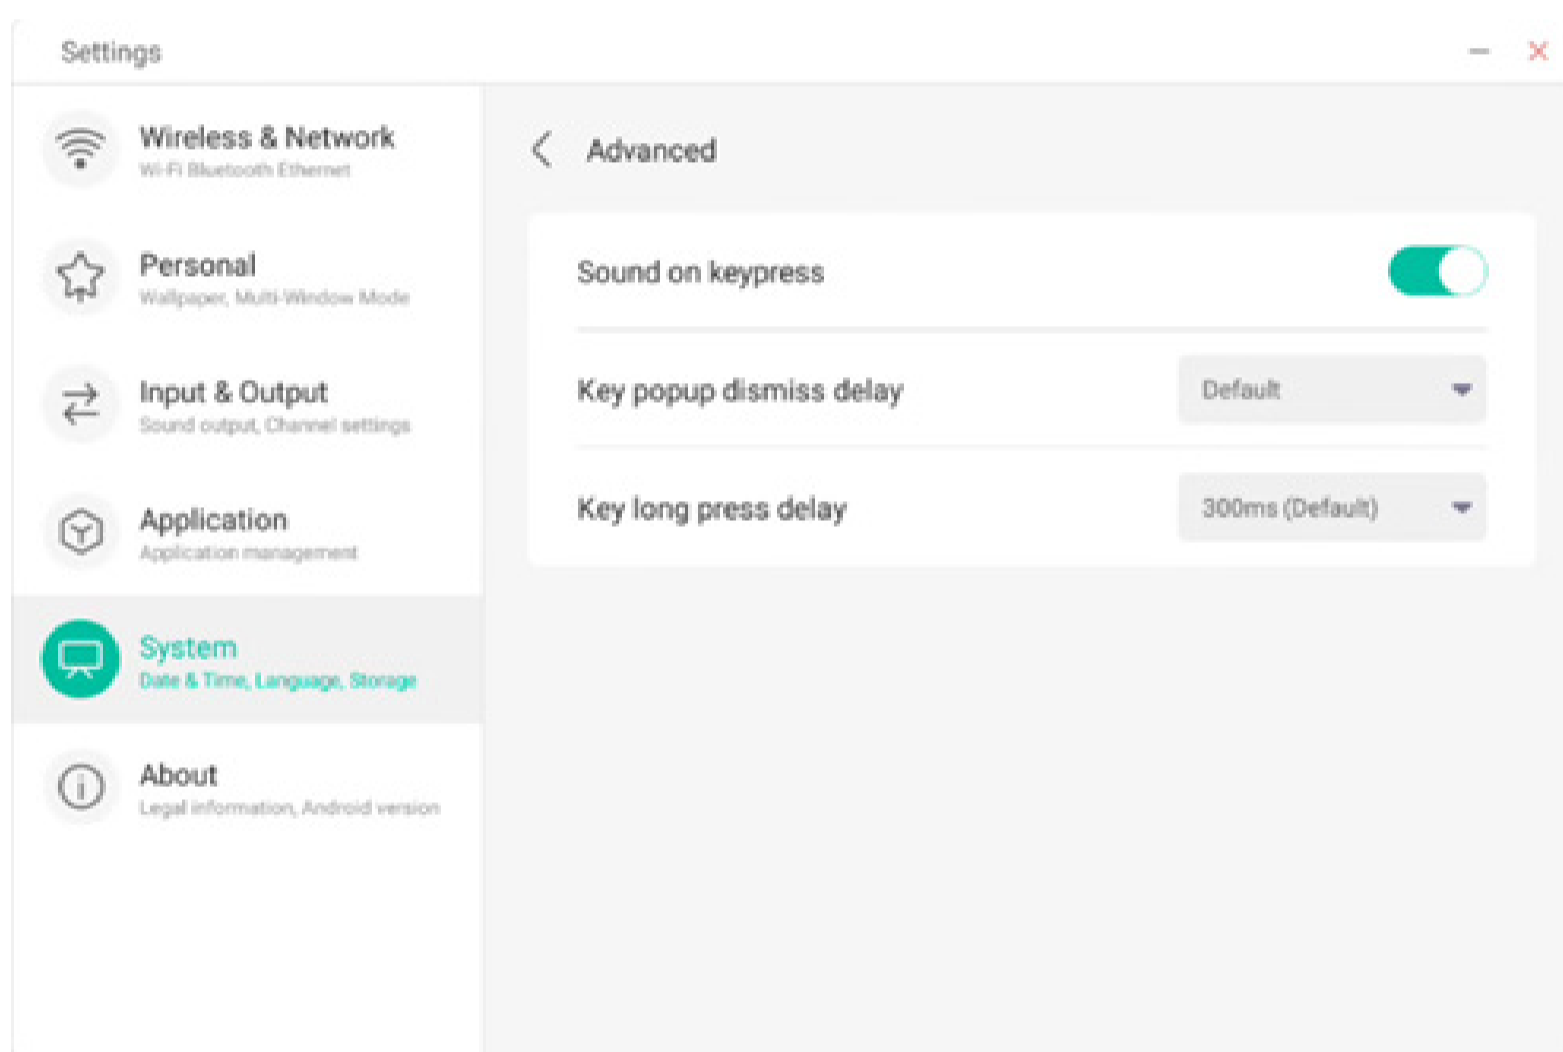 Settings
Wireless & Network
Wi-Fi Bluetooth Ethernet
Personal
Wallpaper, Multi-Window Mode
Input & Output
Sound output, Channel settings
Application
Application management
System
Date & Time, Language, Storage
About
Legal information, Android version
Advanced
Sound on keypress
Key popup dismiss delay
Default
Key long press delay
300ms (Default)